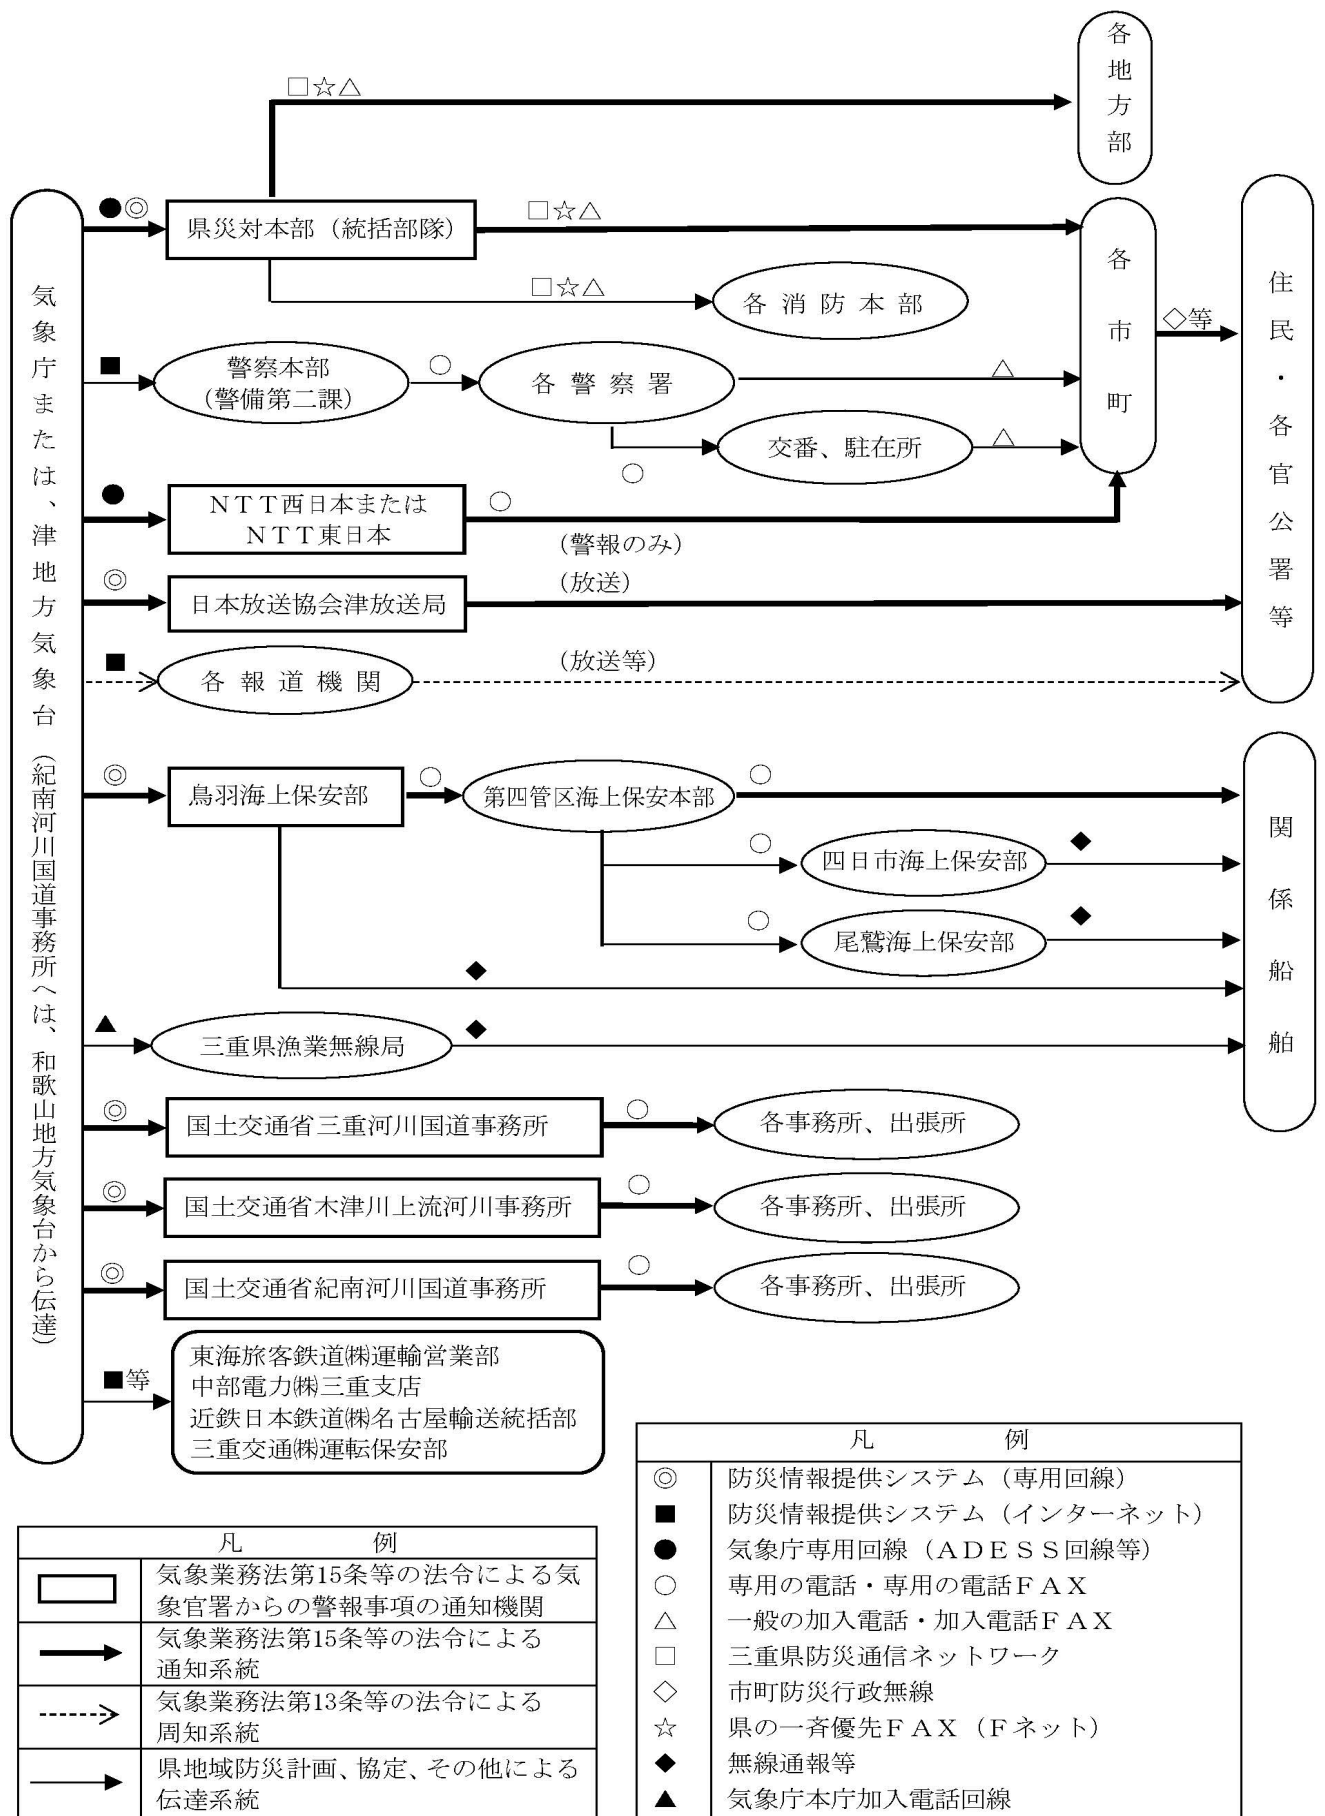 各地方部
□☆△
●◎
県災対本部（統括部隊）
□☆△
□☆△
各消防本部
各市町
◇等
住民・各官公署等
気象庁または、津地方気象台（紀南河川国道事務所へは、和歌山地方気象台から伝達）
■
警察本部
(警備第二課)
○
各警察署
△
交番、駐在所
△
○
●
ＮＴＴ西日本または
ＮＴＴ東日本
○
(警報のみ)
◎
日本放送協会津放送局
(放送)
■
各報道機関
(放送等)
◎
鳥羽海上保安部
○
第四管区海上保安本部
○
関係船舶
○
四日市海上保安部
◆
○
尾鷲海上保安部
◆
◆
▲
三重県漁業無線局
◆
◎
国土交通省三重河川国道事務所
○
各事務所、出張所
◎
国土交通省木津川上流河川事務所
○
各事務所、出張所
◎
国土交通省紀南河川国道事務所
○
各事務所、出張所
■等
東海旅客鉄道㈱運輸営業部
中部電力㈱三重支店
近鉄日本鉄道㈱名古屋輸送統括部
三重交通㈱運転保安部
凡　例
気象業務法第15条等の法令による気
象官署からの警報事項の通知機関
気象業務法第15条等の法令による
通知系統
気象業務法第13条等の法令による
周知系統
県地域防災計画、協定、その他による
伝達系統
凡　例
◎ 防災情報提供システム（専用回線）
■ 防災情報提供システム（インターネット）
● 気象庁専用回線（ＡＤＥＳＳ回線等）
○ 専用の電話・専用の電話ＦＡＸ
△ 一般の加入電話・加入電話ＦＡＸ
□ 三重県防災通信ネットワーク
◇ 市町防災行政無線
☆ 県の一斉優先ＦＡＸ（Ｆネット）
◆ 無線通報等
▲ 気象庁本庁加入電話回線